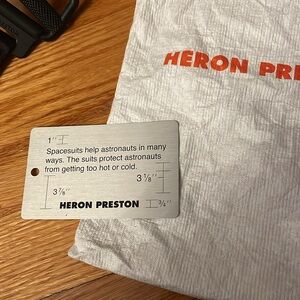 HERON PRE
1"
Spacesuits help astronauts in many
ways. The suits protect astronauts
from getting too hot or cold.
3 1/8"
3 7/8"
HERON PRESTON
3/4"